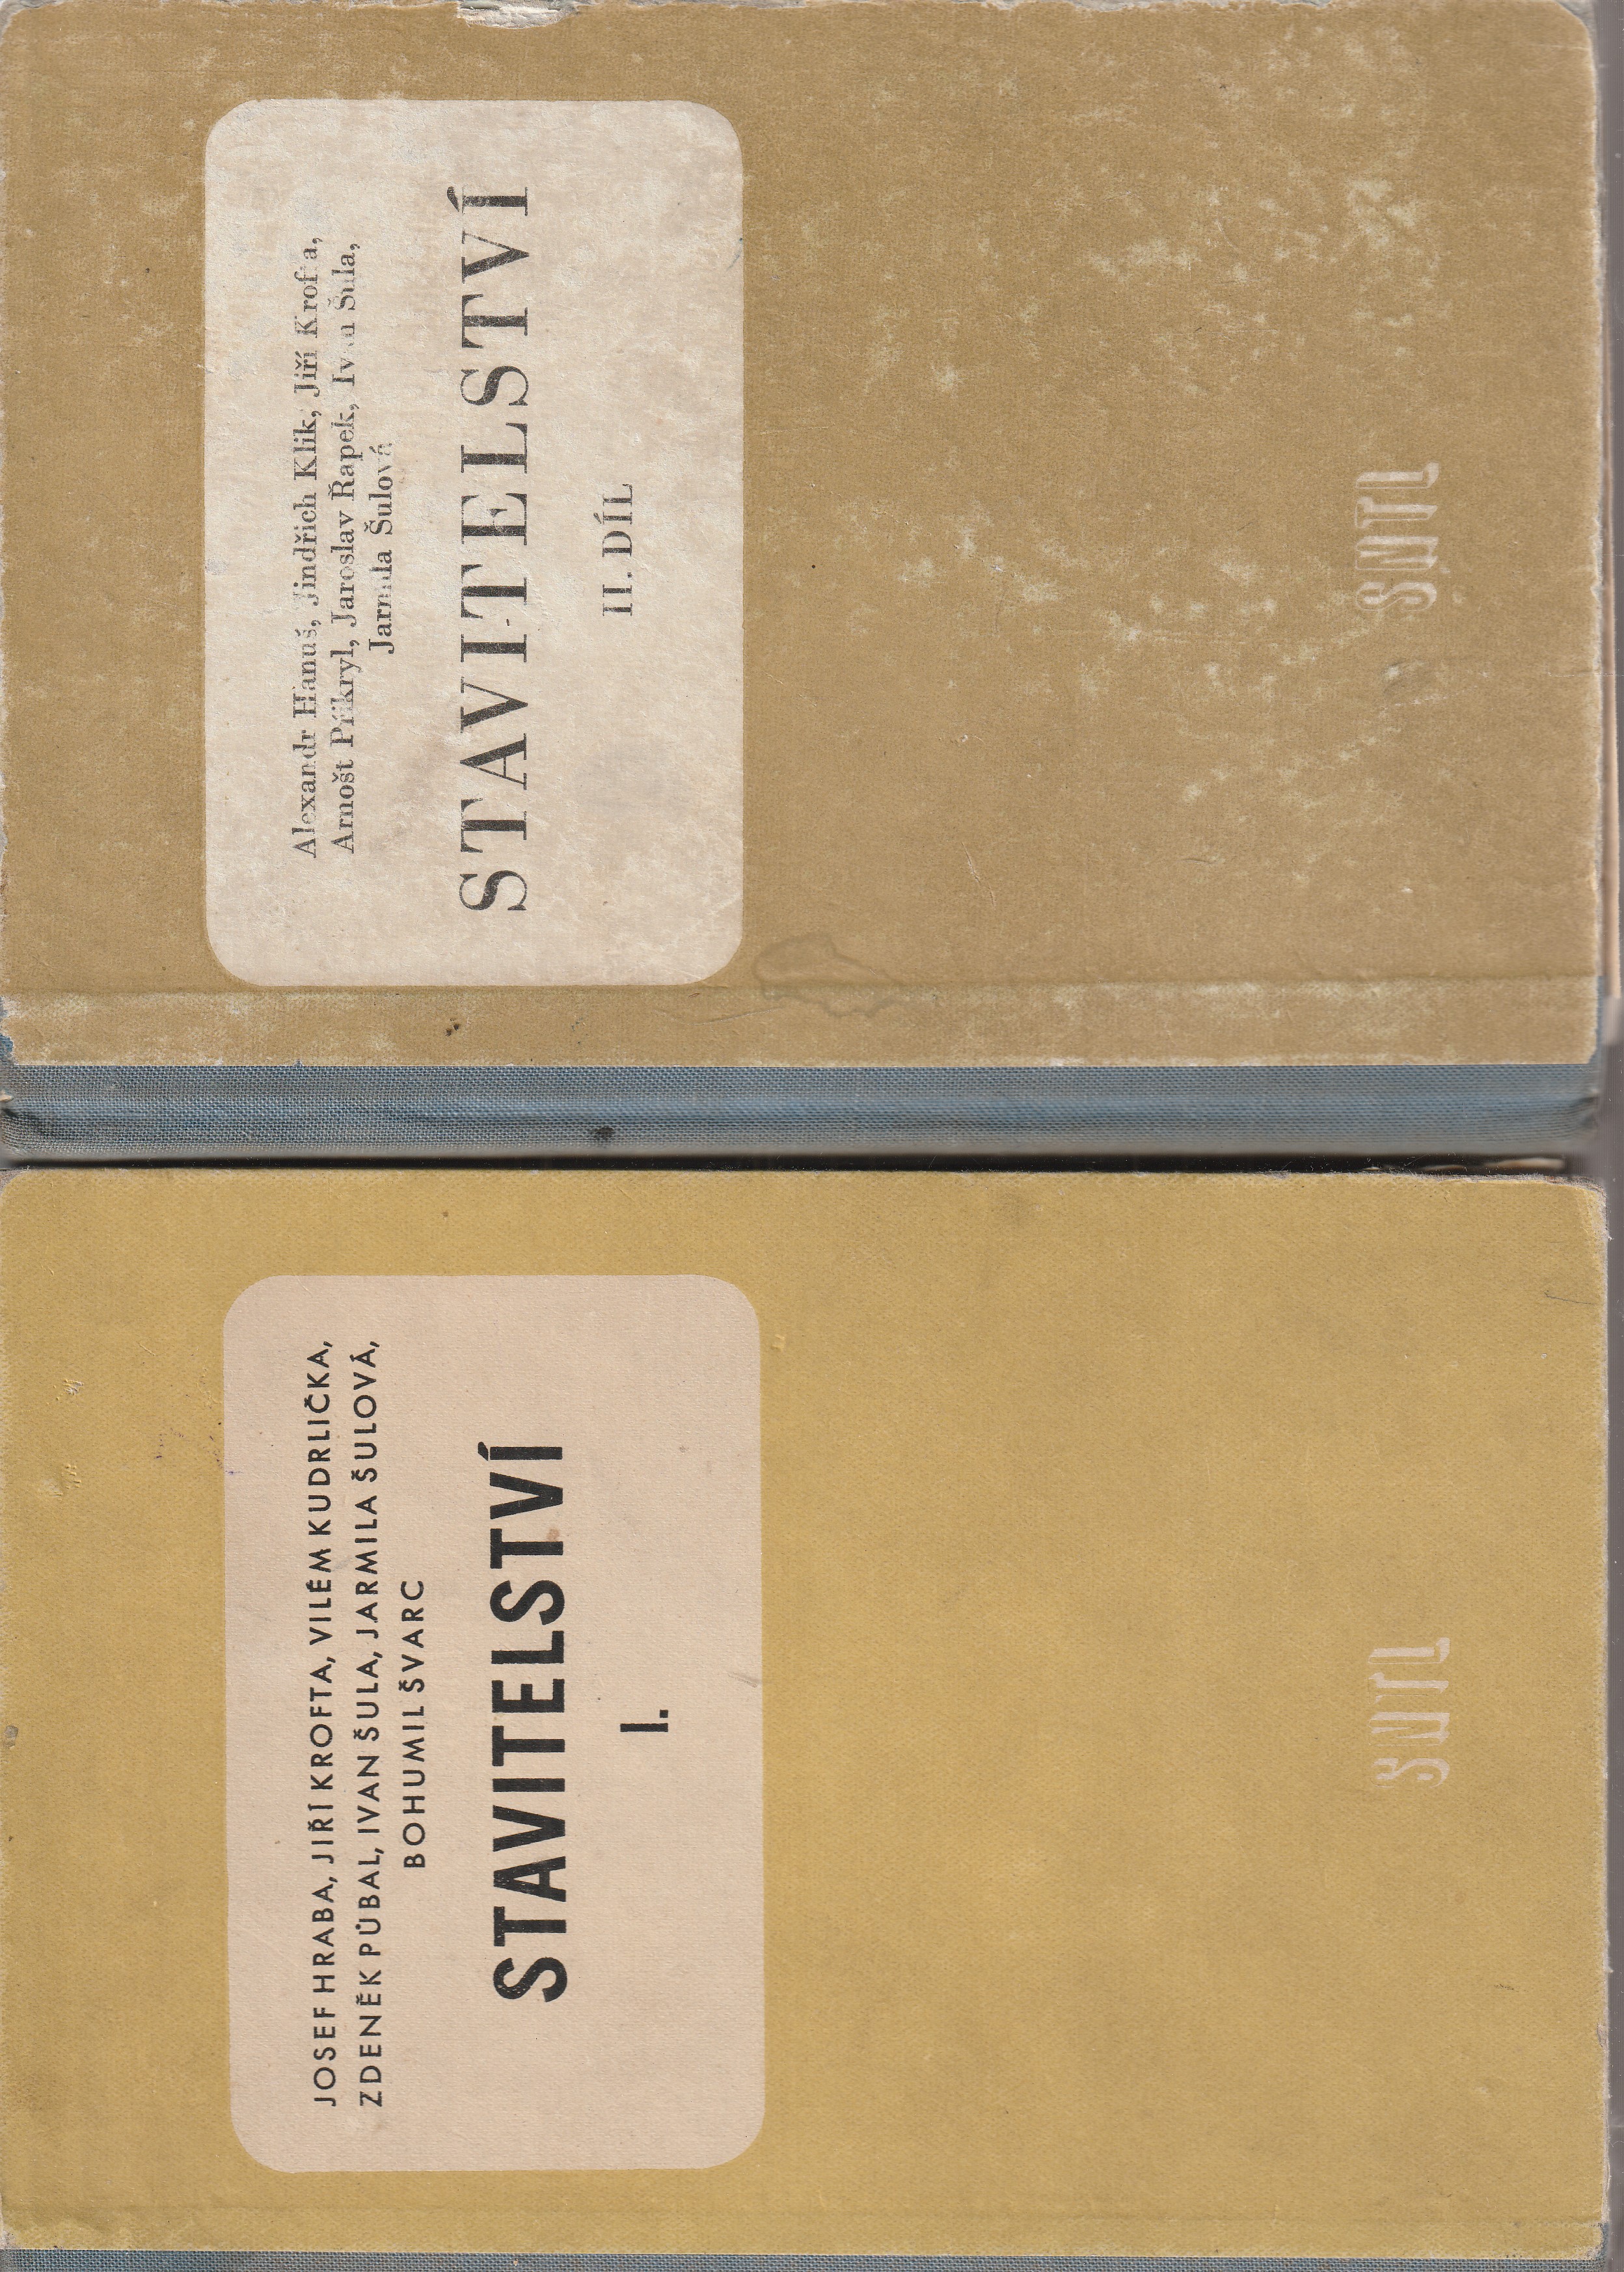 Alexandr Hanuš, Jindřich Klik, Jiří Krofta,
Arnošt Přikryl, Jaroslav Řapek, Ivan Šula,
Jarmila Šulová
STAVITELSTVÍ
II. DÍL
SNTL
JOSEF HRABA, JIŘÍ KROFTA, VILÉM KUDRLIČKA,
ZDENĚK PŮBAL, IVAN ŠULA, JARMILA ŠULOVÁ,
BOHUMIL ŠVARC
STAVITELSTVÍ
I.
SNTL